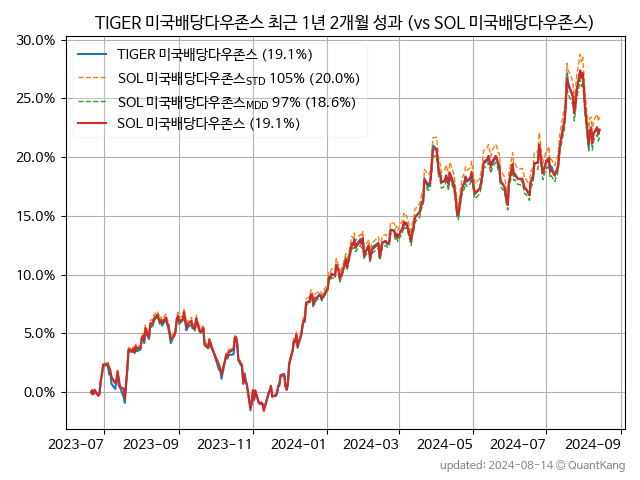 TIGER 미국배당다우존스 최근 1년 2개월 성과 (vs SOL 미국배당다우존스)
30.0%
25.0%
20.0%
15.0%
10.0%
5.0%
0.0%
TIGER 미국배당다우존스 (19.1%)
SOL 미국배당다우존스STD 105% (20.0%)
SOL 미국배당다우존스MDD 97% (18.6%)
SOL 미국배당다우존스 (19.1%)
2023-07 2023-09 2023-11 2024-01 2024-03 2024-05 2024-07 2024-09
updated: 2024-08-14 ⓒ QuantKang